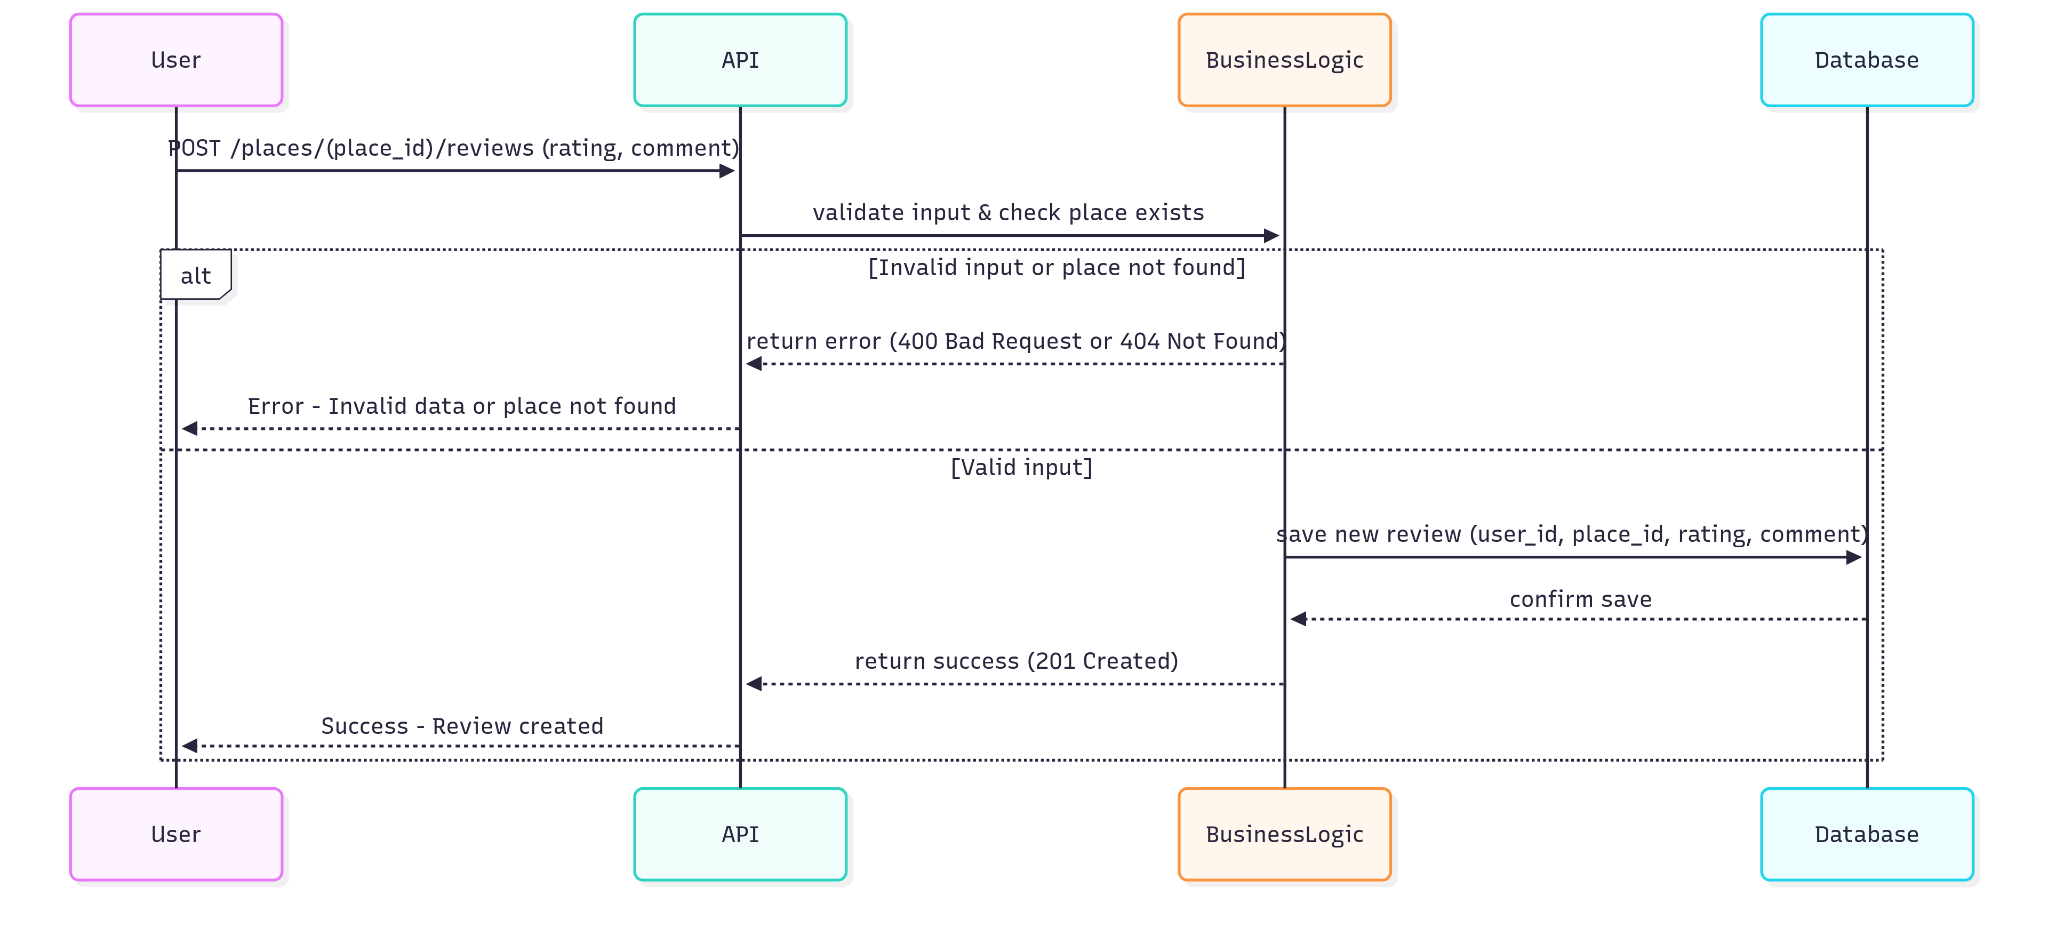 User
API
BusinessLogic
Database
POST /places/(place_id)/reviews (rating, comment)
validate input & check place exists
alt
[Invalid input or place not found]
return error (400 Bad Request or 404 Not Found)
Error - Invalid data or place not found
[Valid input]
save new review (user_id, place_id, rating, comment)
confirm save
return success (201 Created)
Success - Review created
User
API
BusinessLogic
Database